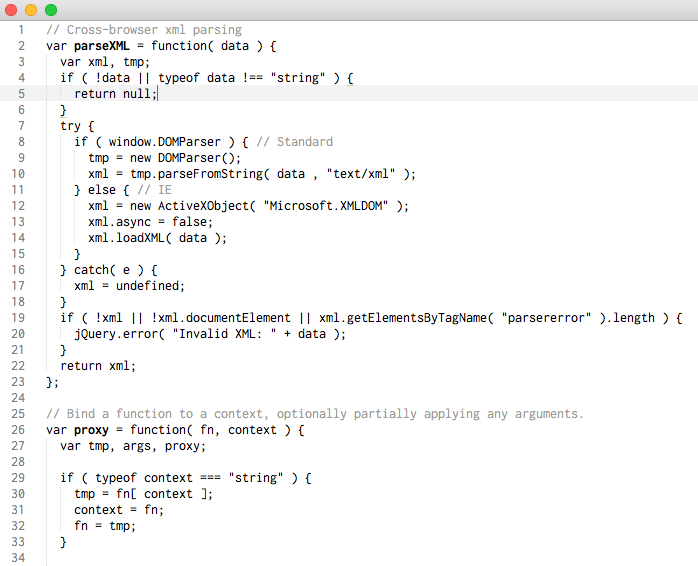 1 // Cross-browser xml parsing
2 var parseXML = function( data ) {
3   var xml, tmp;
4   if ( !data || typeof data !== "string" ) {
5     return null;
6   }
7   try {
8     if ( window.DOMParser ) { // Standard
9       tmp = new DOMParser();
10       xml = tmp.parseFromString( data , "text/xml" );
11     } else { // IE
12       xml = new ActiveXObject( "Microsoft.XMLDOM" );
13       xml.async = false;
14       xml.loadXML( data );
15     }
16   } catch( e ) {
17     xml = undefined;
18   }
19   if ( !xml || !xml.documentElement || xml.getElementsByTagName( "parsererror" ).length ) {
20     jQuery.error( "Invalid XML: " + data );
21   }
22   return xml;
23 };
24
25 // Bind a function to a context, optionally partially applying any arguments.
26 var proxy = function( fn, context ) {
27   var tmp, args, proxy;
28
29   if ( typeof context === "string" ) {
30     tmp = fn[ context ];
31     context = fn;
32     fn = tmp;
33   }
34